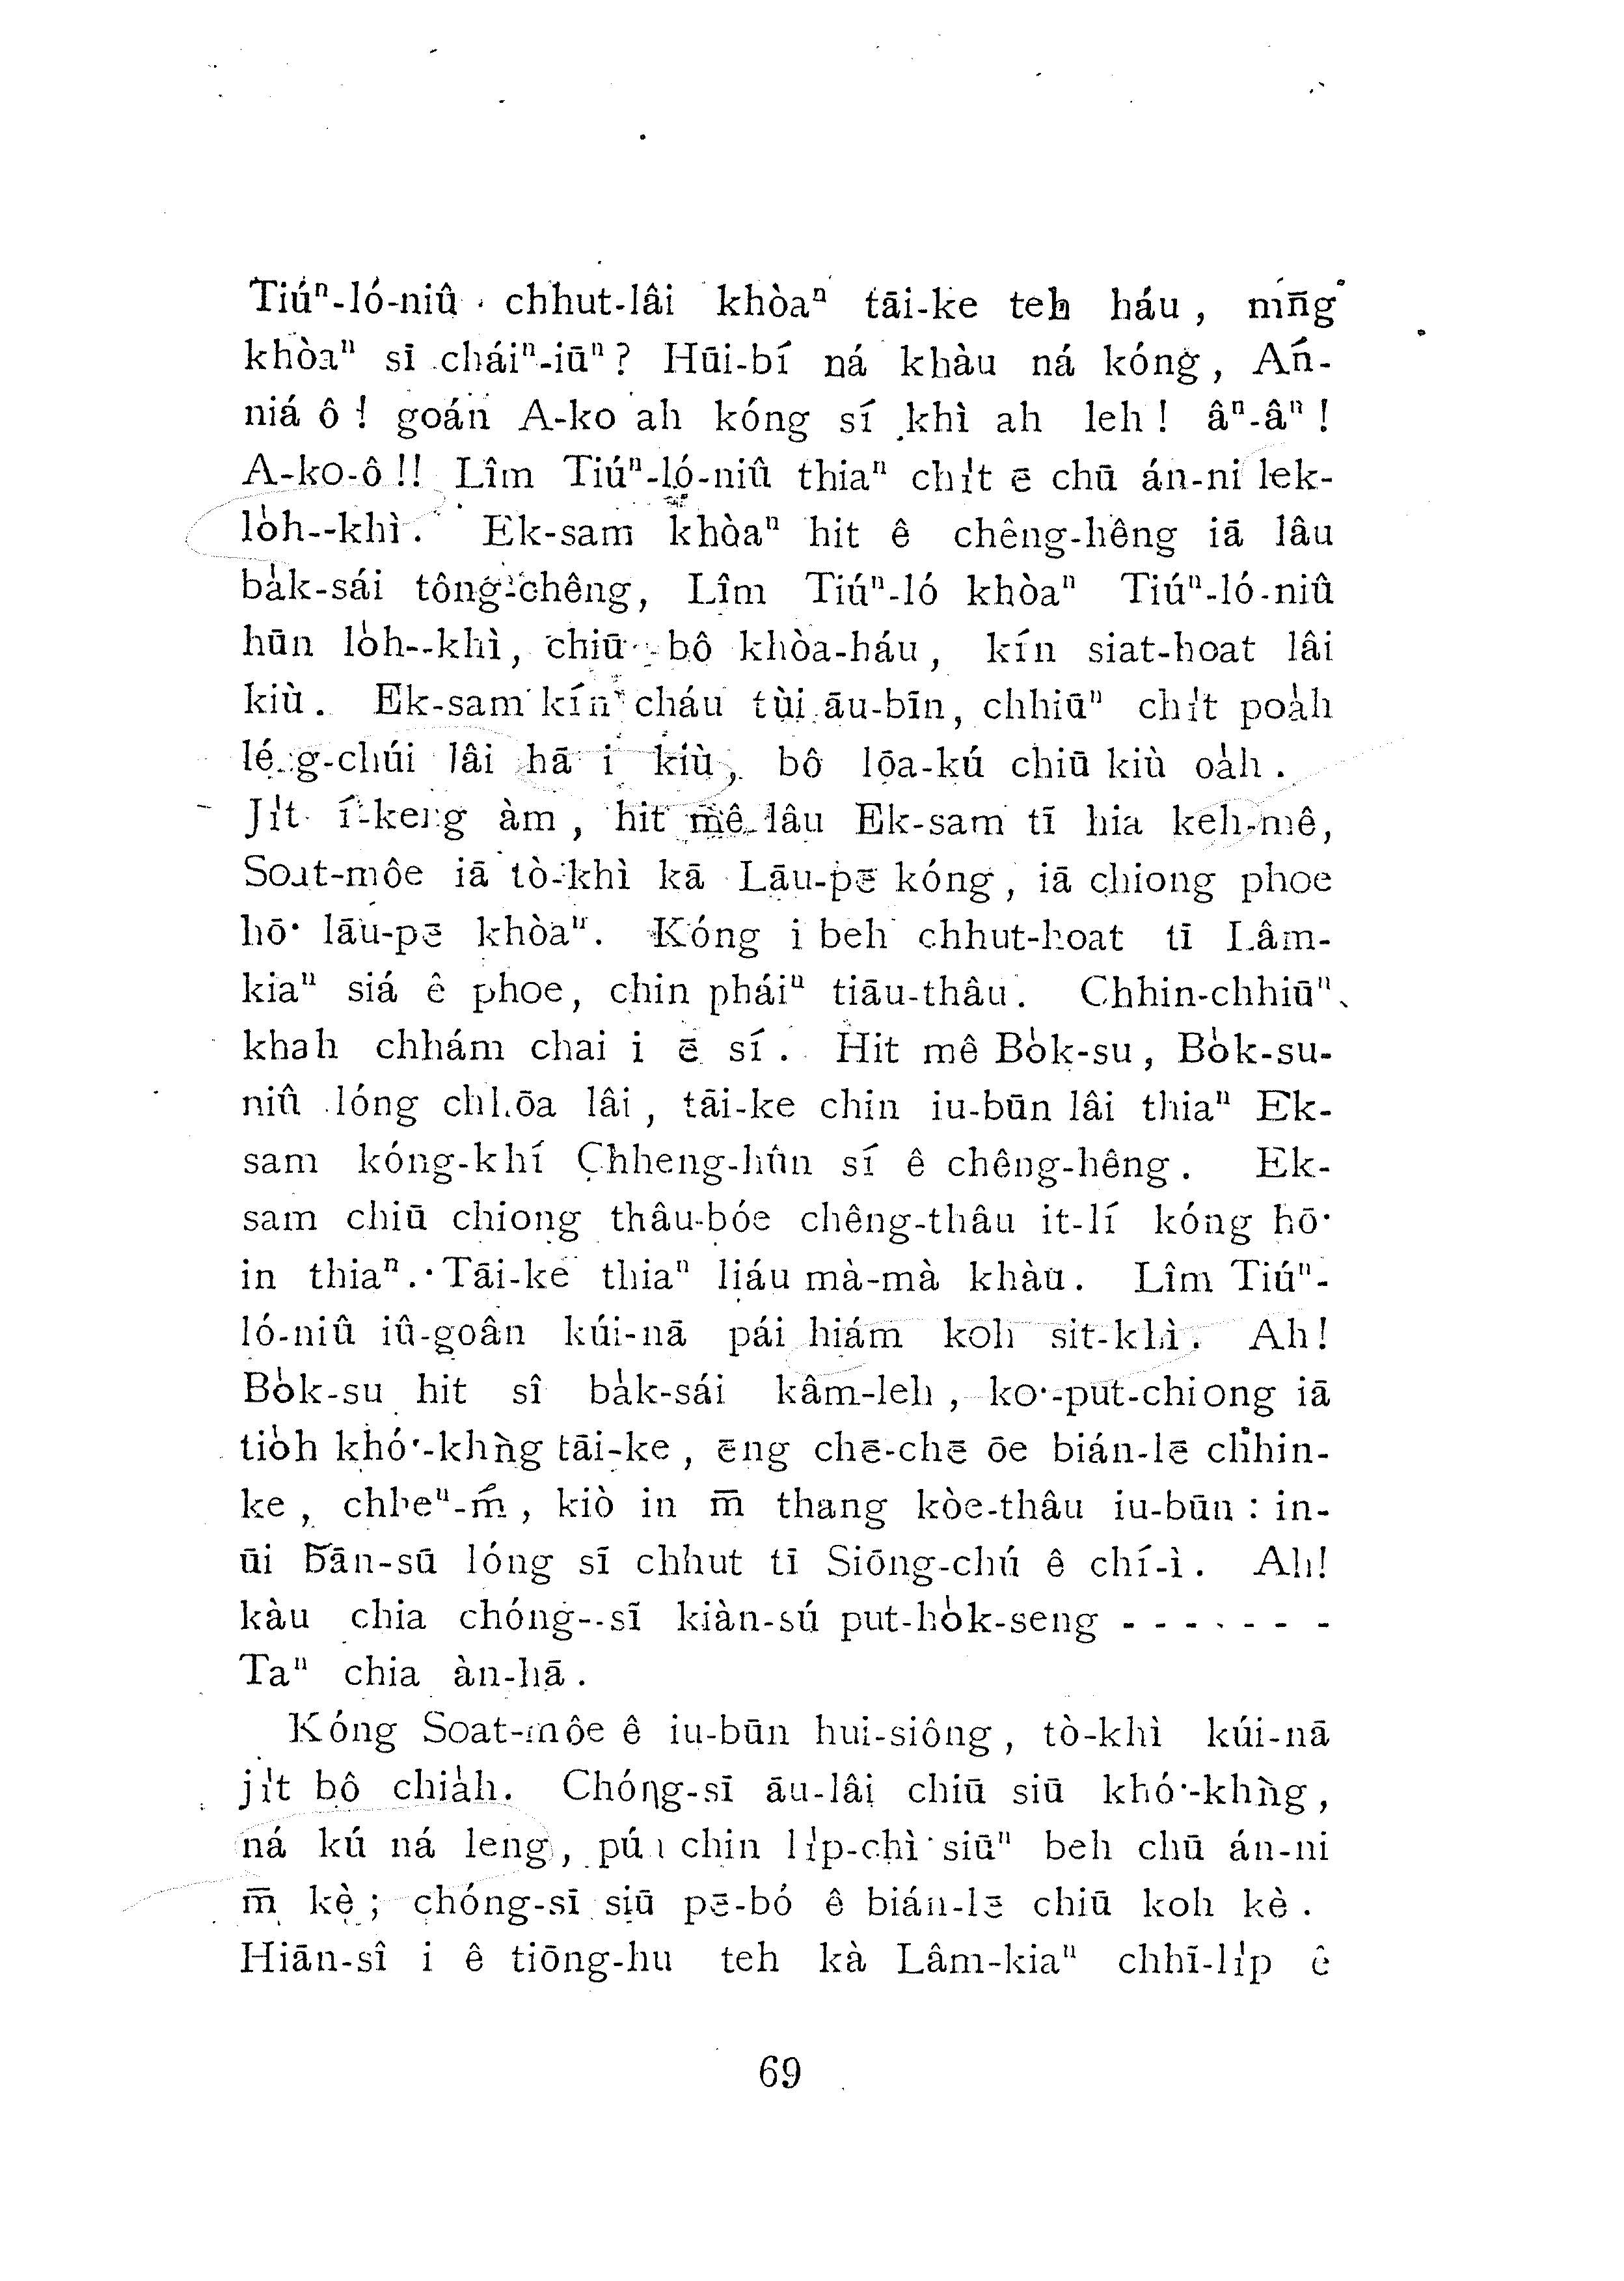 Tiúⁿ-ló-niû chhut-lâi khòaⁿ tāi-ke teh háu, mn̄g
khòaⁿ sī cháiⁿ-iūⁿ? Hūi-bí ná khàu ná kóng, Ań-
niá ô! goán A-ko ah kóng sí khì ah leh! âⁿ-âⁿ!
A-ko-ô!! Lîm Tiúⁿ-ló-niû thiaⁿ chi̍t ē chū án-ni lek-
lo̍h--khì. Ek-sam khòaⁿ hit ê chêng-hêng iā lâu
ba̍k-sái tông-chêng, Lîm Tiúⁿ-ló khòaⁿ Tiúⁿ-ló-niû
hūn lo̍h--khì, chiū bô khòa-háu, kín siat-hoat lâi
kiù. Ek-sam kín cháu tùi āu-bīn, chhiūⁿ chi̍t poa̍h
léng-chúi lâi hā i kiù, bô lōa-kú chiū kiù oa̍h.
Ji̍t í-keng àm, hit mê lâu Ek-sam tī hia keh-mê,
Soat-môe iā tò-khì kā Lāu-pē kóng, iā chiong phoe
hō͘ lāu-pē khòaⁿ. Kóng i beh chhut-hoat tī Lâm-
kiaⁿ siá ê phoe, chin pháiⁿ tiāu-thâu. Chhin-chhiūⁿ
khah chhám chai i ē sí. Hit mê Bo̍k-su, Bo̍k-su-
niû lóng chhōa lâi, tāi-ke chin iu-būn lâi thiaⁿ Ek-
sam kóng-khí Chheng-hûn sí ê chêng-hêng. Ek-
sam chiū chiong thâu-bóe chêng-thâu it-lí kóng hō͘
in thiaⁿ. Tāi-ke thiaⁿ liáu mà-mà khàu. Lîm Tiúⁿ-
ló-niû iû-goân kúi-nā pái hiám koh sit-khì. Ah!
Bo̍k-su hit sî ba̍k-sái kâm-leh, ko͘-put-chiong iā
tio̍h khó͘-khǹg tāi-ke, ēng chē-chē ōe bián-lē chhin-
ke, chheⁿ-ḿ, kiò in m̄ thang kòe-thâu iu-būn: in-
ūi bān-sū lóng sī chhut tī Siōng-chú ê chí-ì. Ah!
kàu chia chóng--sī kiàn-sú put-ho̍k-seng - - - - - - -
Taⁿ chia àn-hā.
Kóng Soat-môe ê iu-būn hui-siông, tò-khì kúi-nā
ji̍t bô chia̍h. Chóng-sī āu-lâi chiū siū khó͘-khǹg,
ná kú ná leng, pún chin li̍p-chì siūⁿ beh chū án-ni
m̄ kè; chóng-sī siū pē-bó ê bián-lē chiū koh kè.
Hiān-sî i ê tiōng-hu teh kà Lâm-kiaⁿ chhī-li̍p ê
69